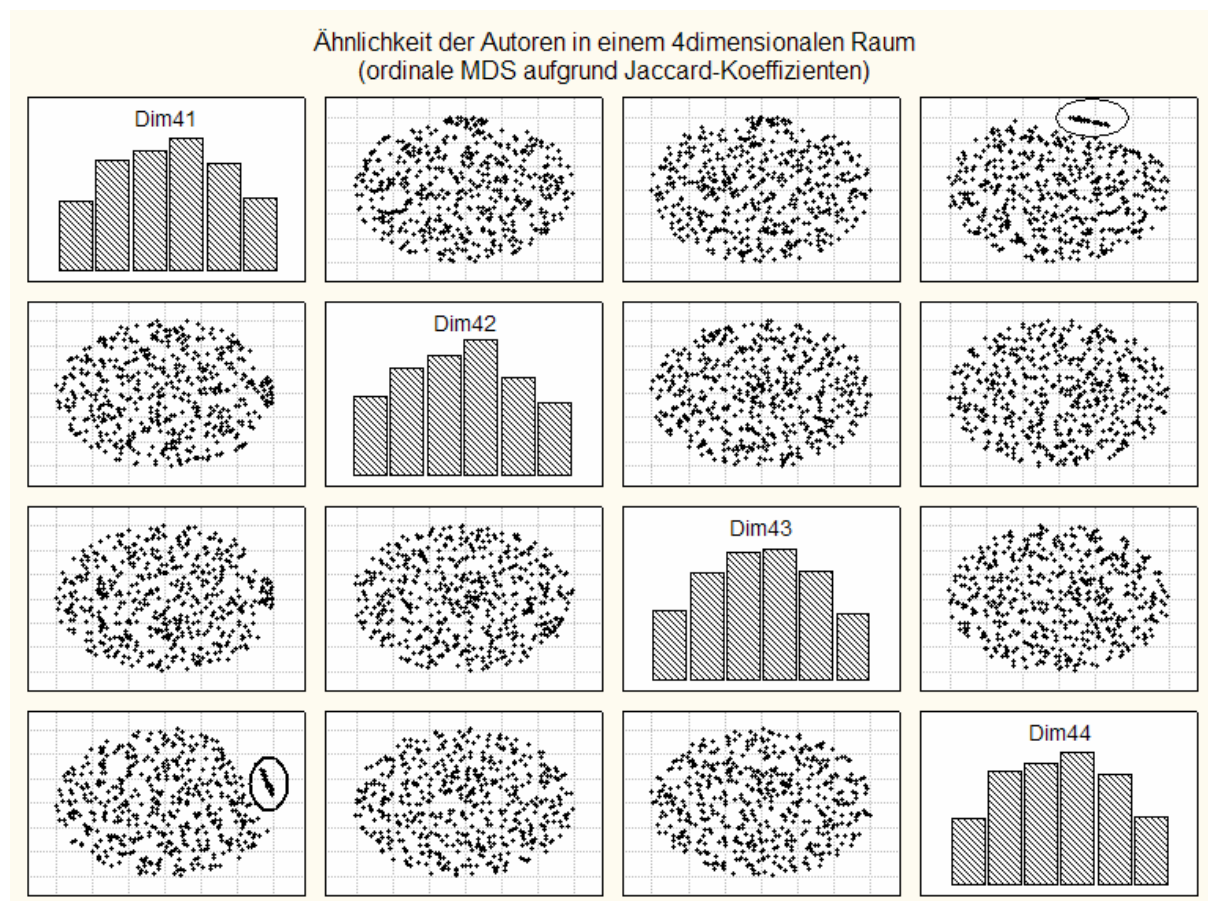 Ähnlichkeit der Autoren in einem 4dimensionalen Raum
(ordinale MDS aufgrund Jaccard-Koeffizienten)
Dim41
Dim42
Dim43
Dim44